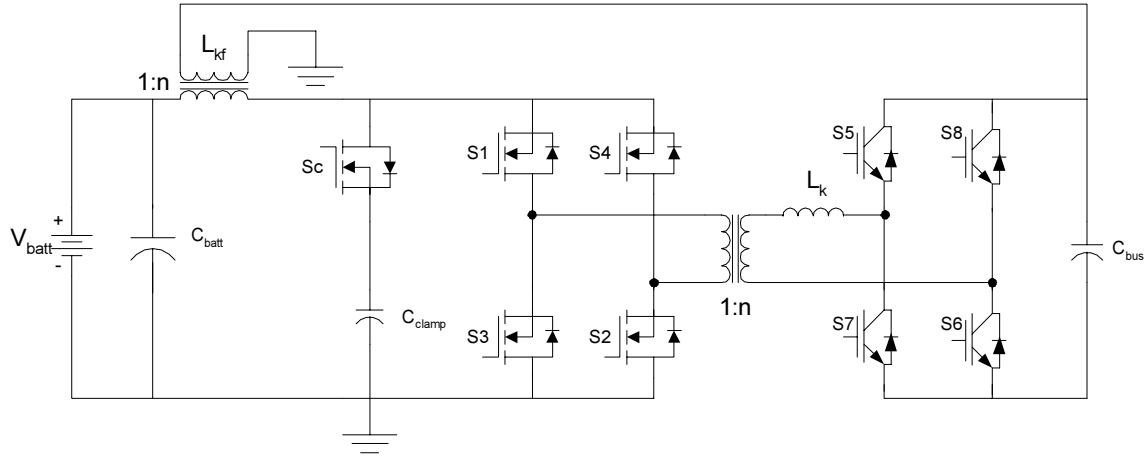 L_kf
1:n
Sc
S1
S4
S5
S8
L_k
+
V_batt
-
C_batt
C_clamp
S3
S2
1:n
S7
S6
C_bus